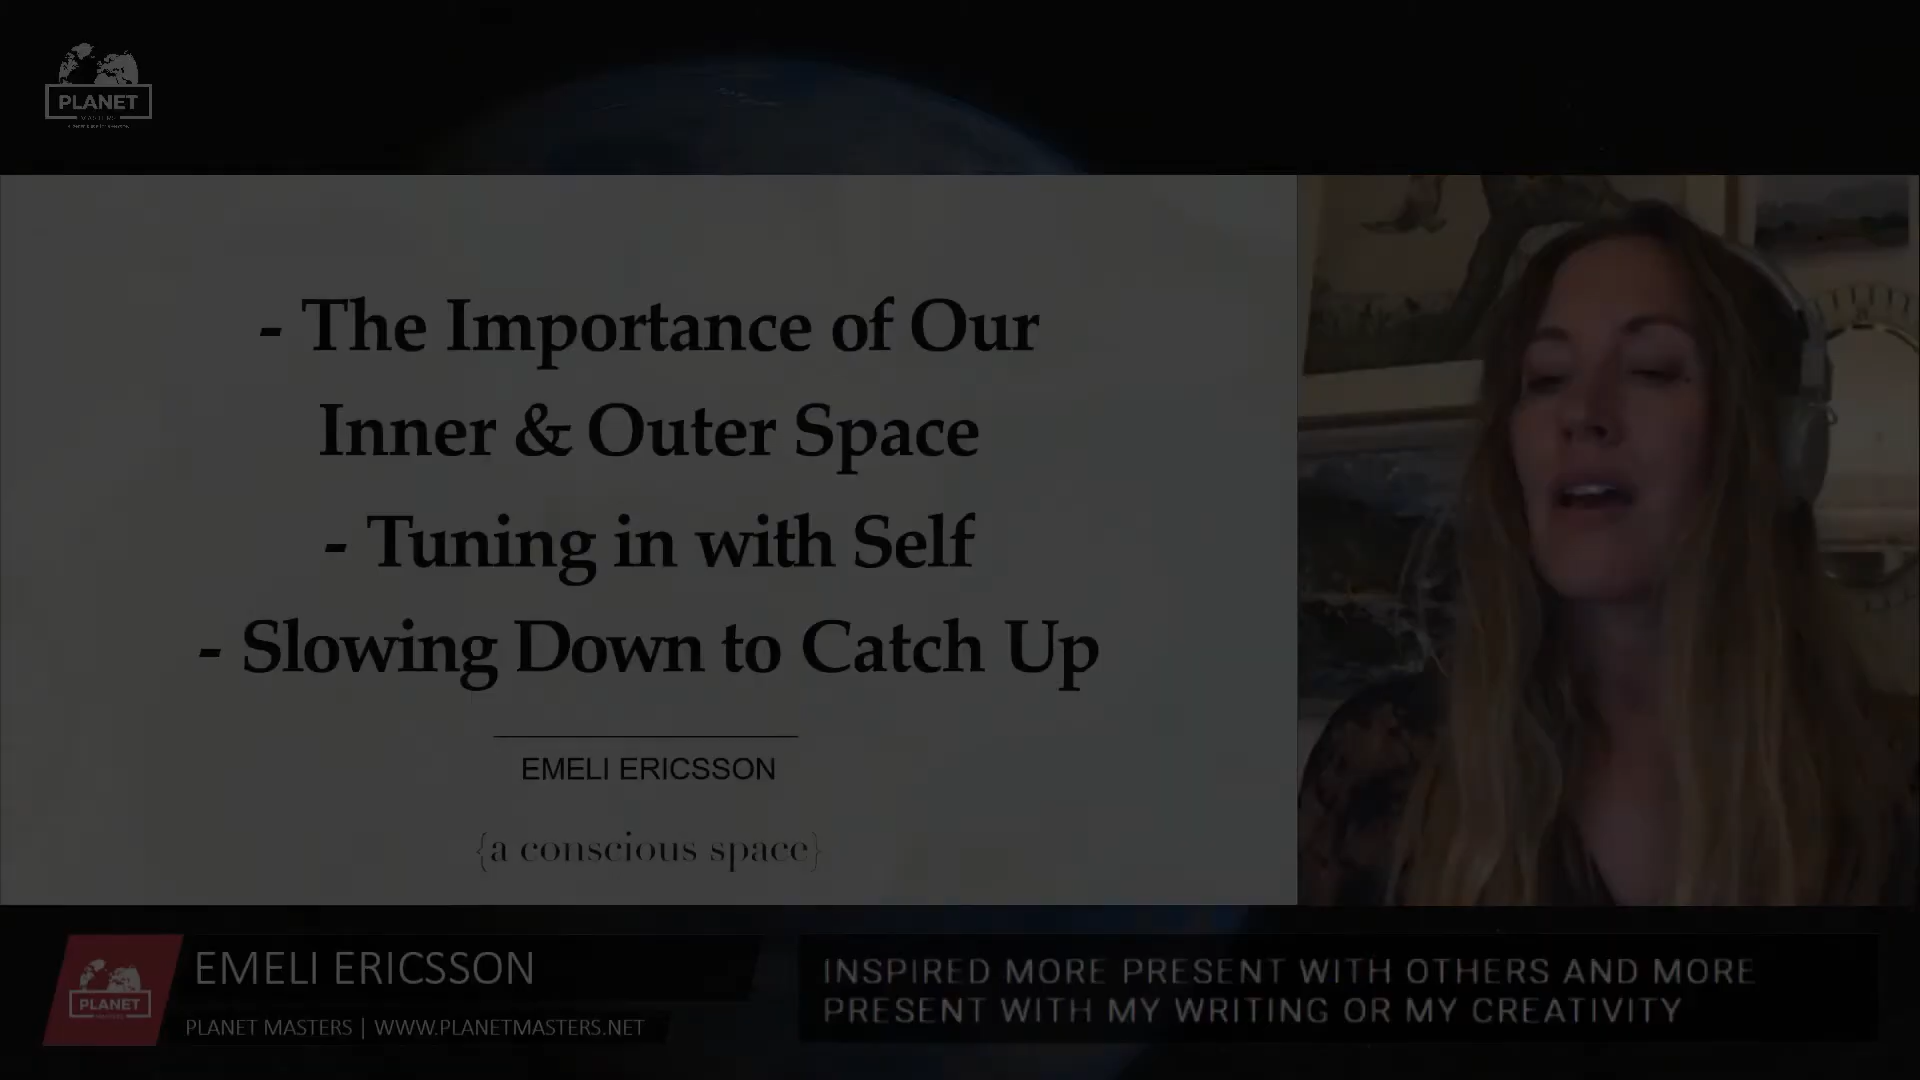 PLANET
MASTERS
- The Importance of Our
Inner & Outer Space
- Tuning in with Self
- Slowing Down to Catch Up
EMELI ERICSSON
{a conscious space}
PLANET
EMELI ERICSSON
PLANET MASTERS | WWW.PLANETMASTERS.NET
INSPIRED MORE PRESENT WITH OTHERS AND MORE
PRESENT WITH MY WRITING OR MY CREATIVITY